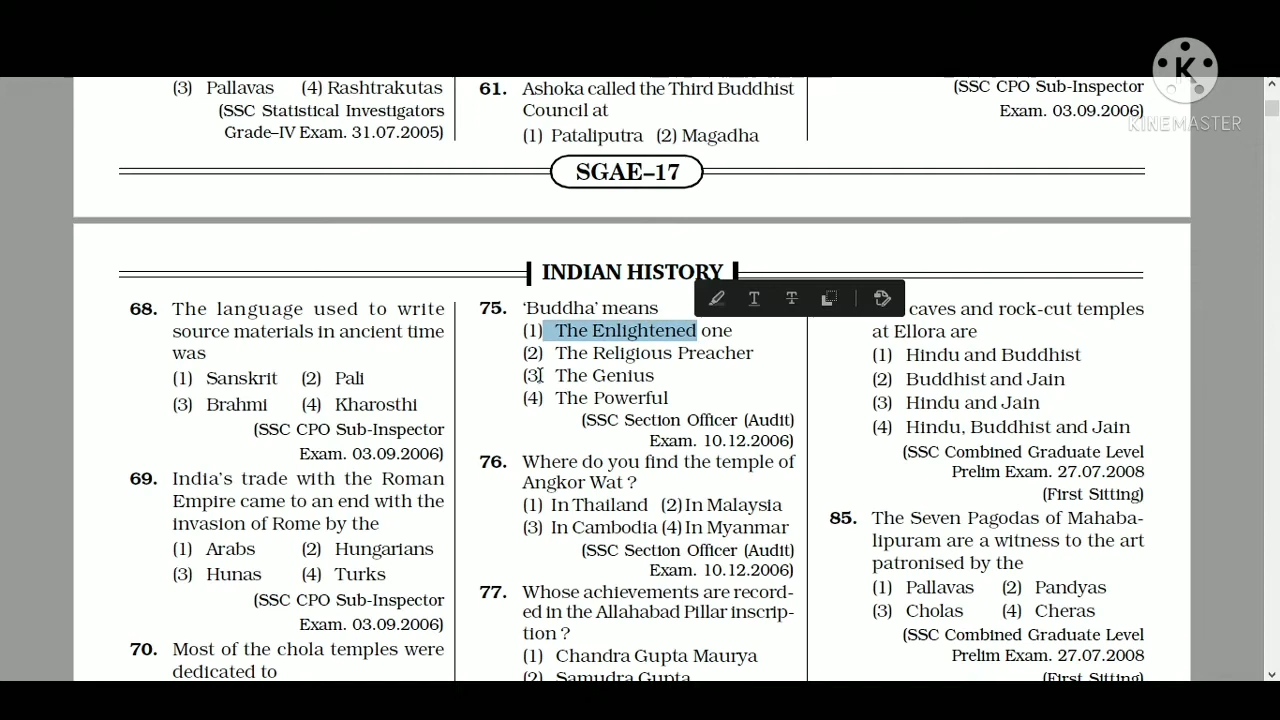 K
KINEMASTER
(3) Pallavas (4) Rashtrakutas
(SSC Statistical Investigators
Grade–IV Exam. 31.07.2005)
61. Ashoka called the Third Buddhist
Council at
(1) Pataliputra (2) Magadha
(SSC CPO Sub-Inspector
Exam. 03.09.2006)
SGAE–17
INDIAN HISTORY
68. The language used to write
source materials in ancient time
was
(1) Sanskrit (2) Pali
(3) Brahmi (4) Kharosthi
(SSC CPO Sub-Inspector
Exam. 03.09.2006)
69. India's trade with the Roman
Empire came to an end with the
invasion of Rome by the
(1) Arabs (2) Hungarians
(3) Hunas (4) Turks
(SSC CPO Sub-Inspector
Exam. 03.09.2006)
70. Most of the chola temples were
dedicated to
75. ‘Buddha’ means
(1) The Enlightened one
(2) The Religious Preacher
(3) The Genius
(4) The Powerful
(SSC Section Officer (Audit)
Exam. 10.12.2006)
76. Where do you find the temple of
Angkor Wat ?
(1) In Thailand (2) In Malaysia
(3) In Cambodia (4) In Myanmar
(SSC Section Officer (Audit)
Exam. 10.12.2006)
77. Whose achievements are record-
ed in the Allahabad Pillar inscrip-
tion ?
(1) Chandra Gupta Maurya
(2) Samudra Gupta
caves and rock-cut temples
at Ellora are
(1) Hindu and Buddhist
(2) Buddhist and Jain
(3) Hindu and Jain
(4) Hindu, Buddhist and Jain
(SSC Combined Graduate Level
Prelim Exam. 27.07.2008
(First Sitting)
85. The Seven Pagodas of Mahaba-
lipuram are a witness to the art
patronised by the
(1) Pallavas (2) Pandyas
(3) Cholas (4) Cheras
(SSC Combined Graduate Level
Prelim Exam. 27.07.2008
(First Sitting)